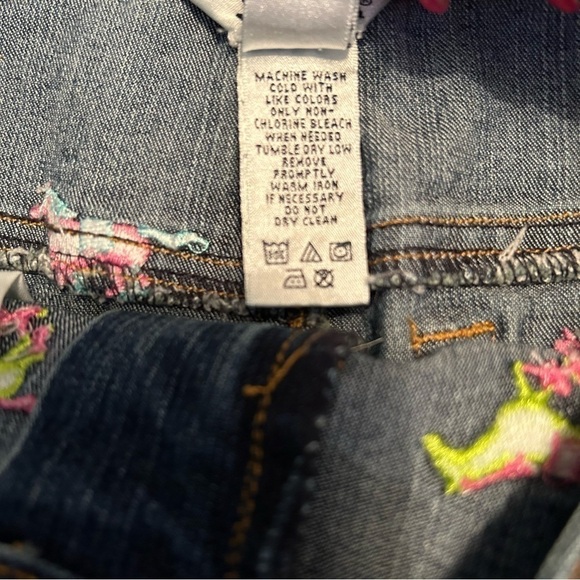 MACHINE WASH
COLD WITH
LIKE COLORS
ONLY NON-
CHLORINE BLEACH
WHEN NEEDED
TUMBLE DRY LOW
REMOVE
PROMPTLY
WARM IRON
IF NECESSARY
DO NOT
DRY CLEAN